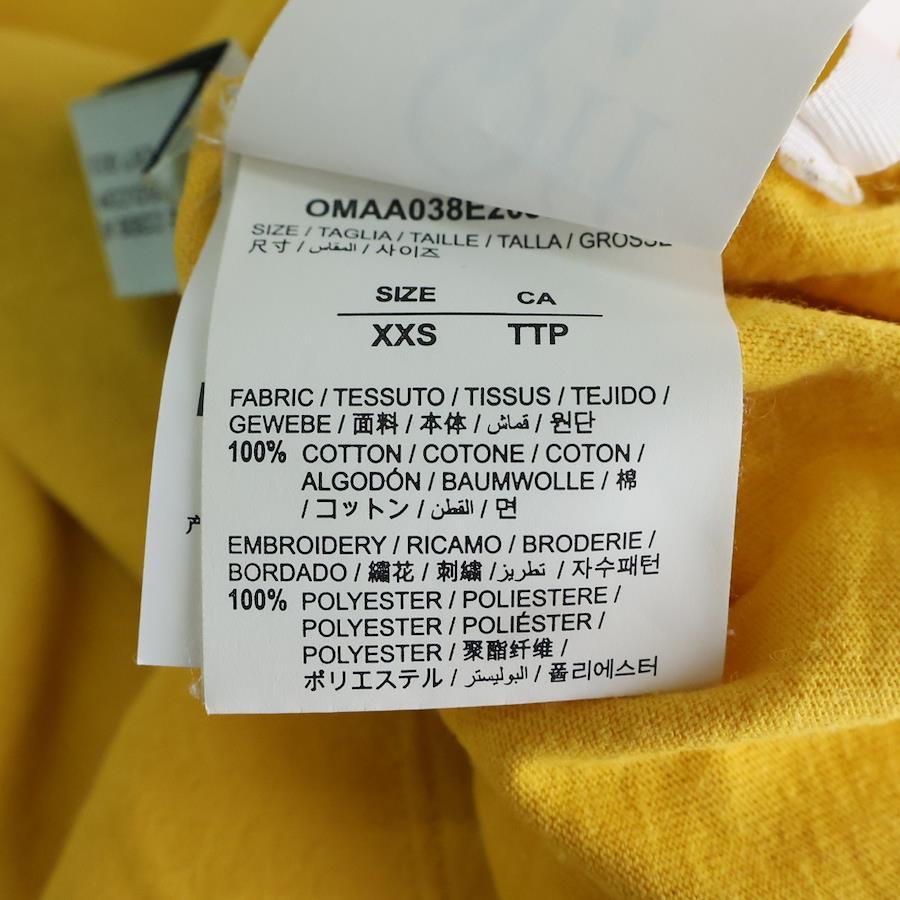 OMAA038E20
SIZE / TAGLIA / TAILLE / TALLA / GROSSE
尺寸 / المقاس / 사이즈
SIZE CA
XXS TTP
FABRIC / TESSUTO / TISSUS / TEJIDO /
GEWEBE / 面料 / 本体 / قماش / 원단
100% COTTON / COTONE / COTON /
ALGODÓN / BAUMWOLLE / 棉
/ コットン / القطن / 면
EMBROIDERY / RICAMO / BRODERIE /
BORDADO / 繡花 / 刺繍 / تطريز / 자수패턴
100% POLYESTER / POLIESTERE /
POLYESTER / POLIÉSTER /
POLYESTER / 聚酯纤维 /
ポリエステル / البوليستر / 폴리에스터